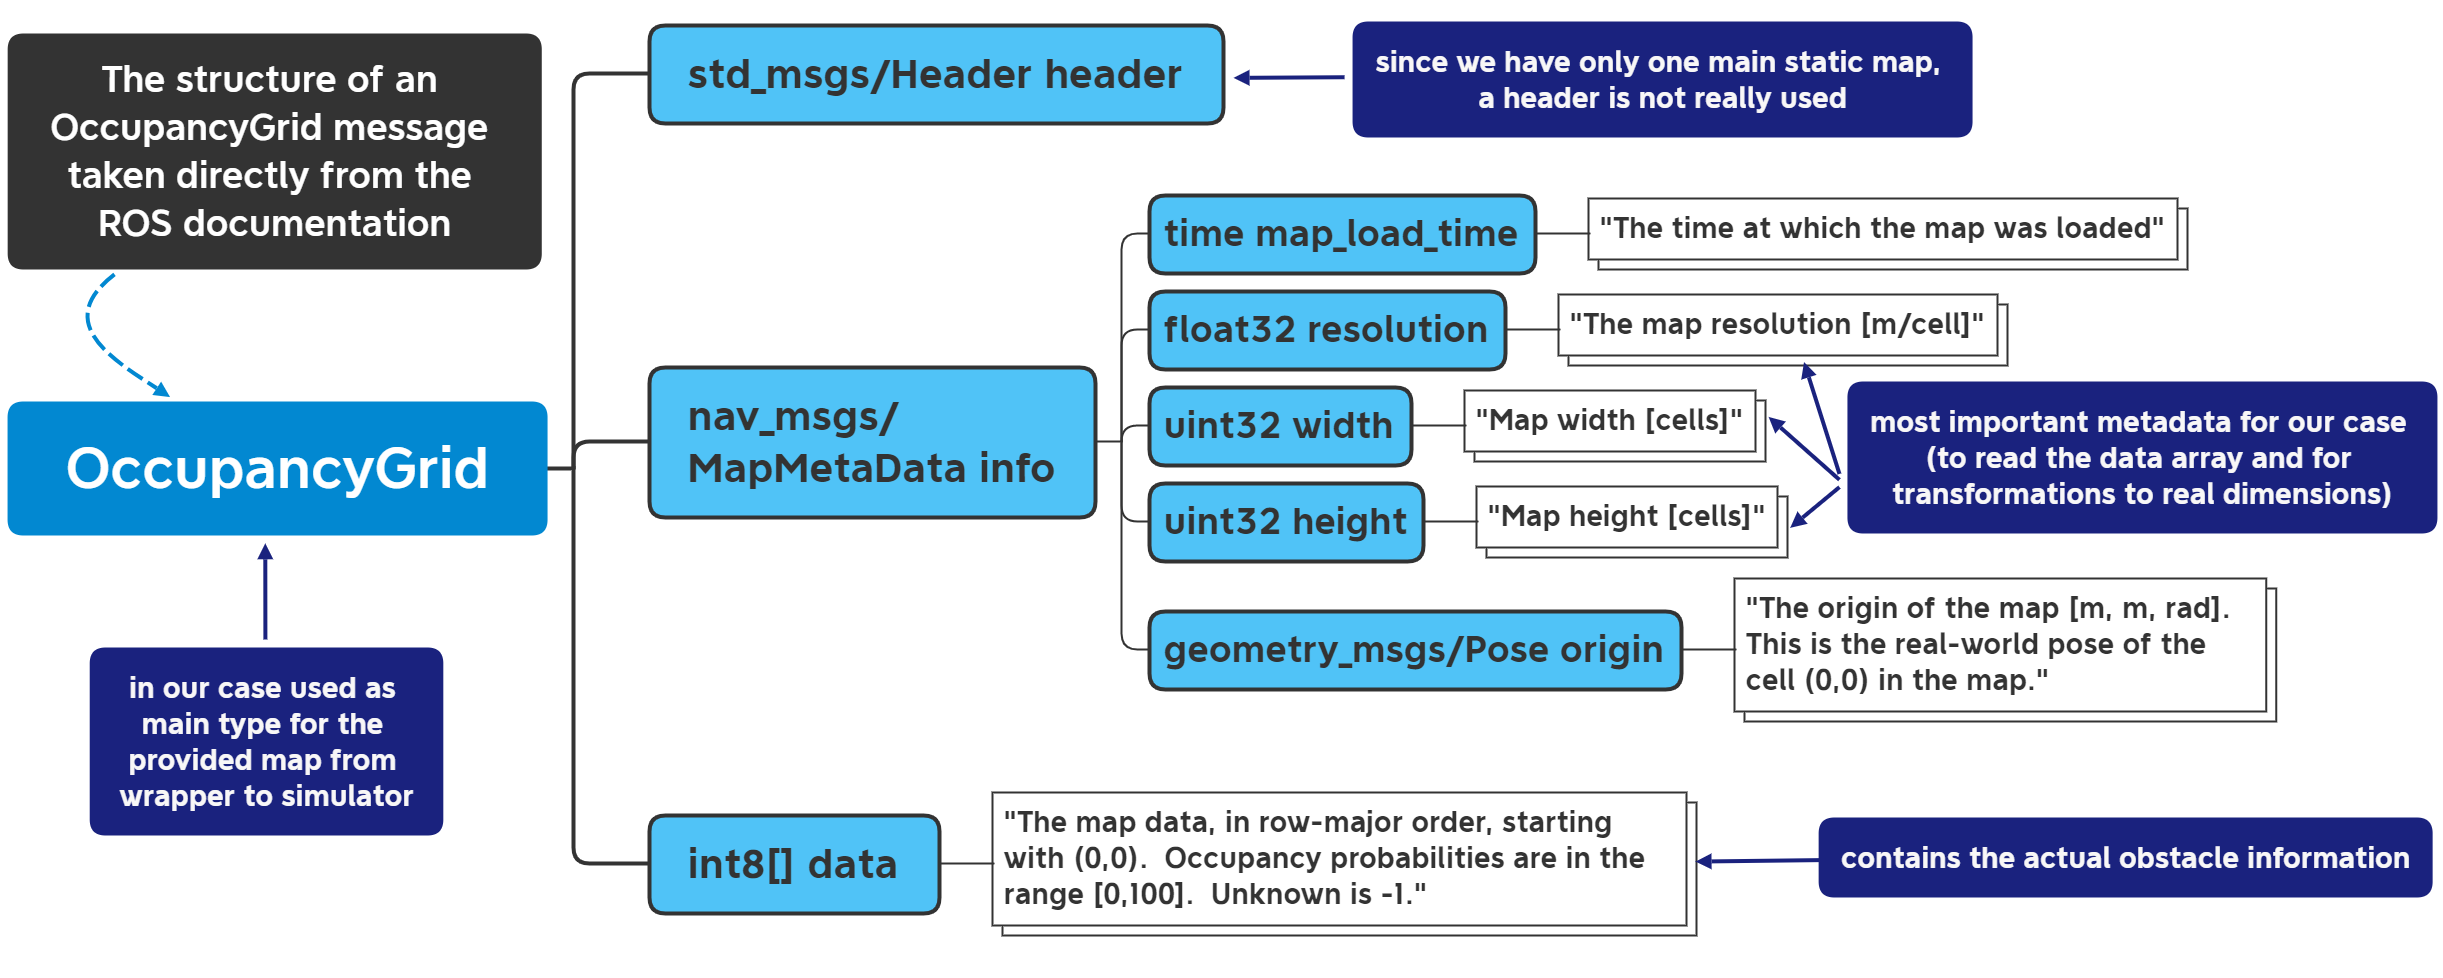 The structure of an
OccupancyGrid message
taken directly from the
ROS documentation
OccupancyGrid
in our case used as
main type for the
provided map from
wrapper to simulator
std_msgs/Header header
since we have only one main static map,
a header is not really used
nav_msgs/
MapMetaData info
time map_load_time
"The time at which the map was loaded"
float32 resolution
"The map resolution [m/cell]"
uint32 width
"Map width [cells]"
uint32 height
"Map height [cells]"
most important metadata for our case
(to read the data array and for
transformations to real dimensions)
geometry_msgs/Pose origin
"The origin of the map [m, m, rad].
This is the real-world pose of the
cell (0,0) in the map."
int8[] data
"The map data, in row-major order, starting
with (0,0).  Occupancy probabilities are in the
range [0,100].  Unknown is -1."
contains the actual obstacle information